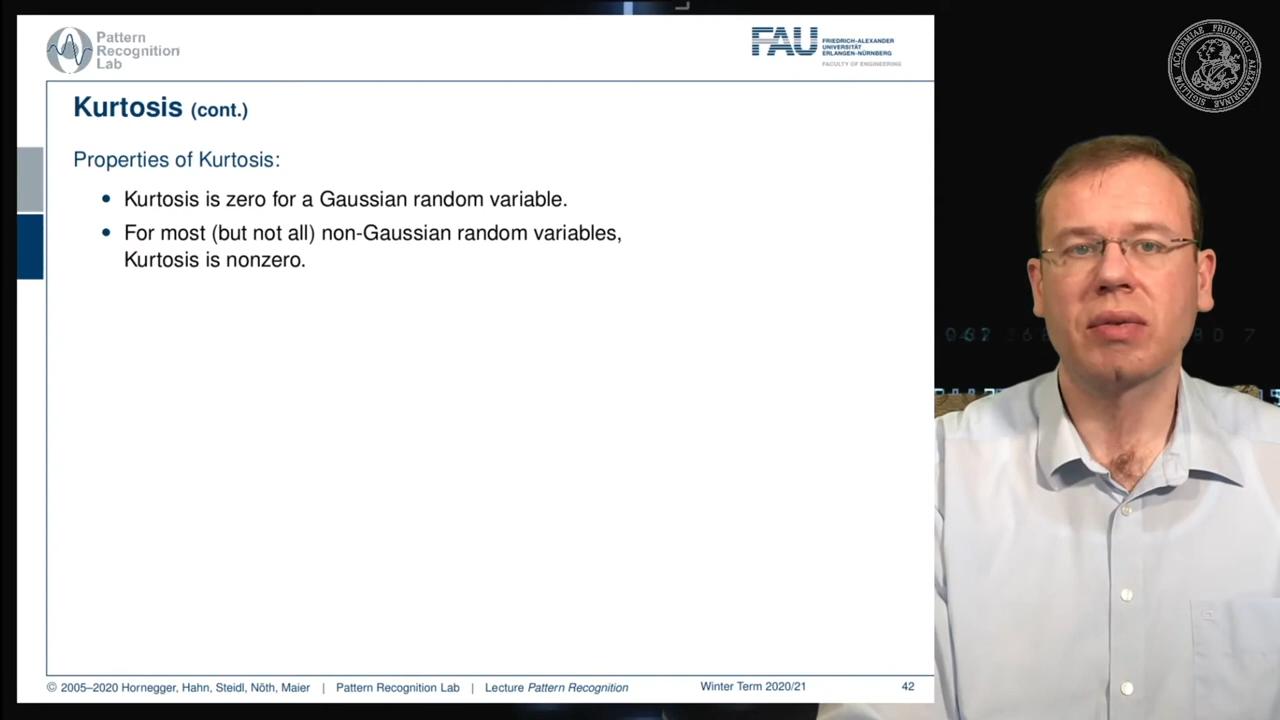 Pattern
Recognition
Lab
FAU FRIEDRICH-ALEXANDER
UNIVERSITÄT
ERLANGEN-NÜRNBERG
FACULTY OF ENGINEERING
Kurtosis (cont.)
Properties of Kurtosis:
• Kurtosis is zero for a Gaussian random variable.
• For most (but not all) non-Gaussian random variables,
Kurtosis is nonzero.
© 2005–2020 Hornegger, Hahn, Steidl, Nöth, Maier | Pattern Recognition Lab | Lecture Pattern Recognition Winter Term 2020/21 42